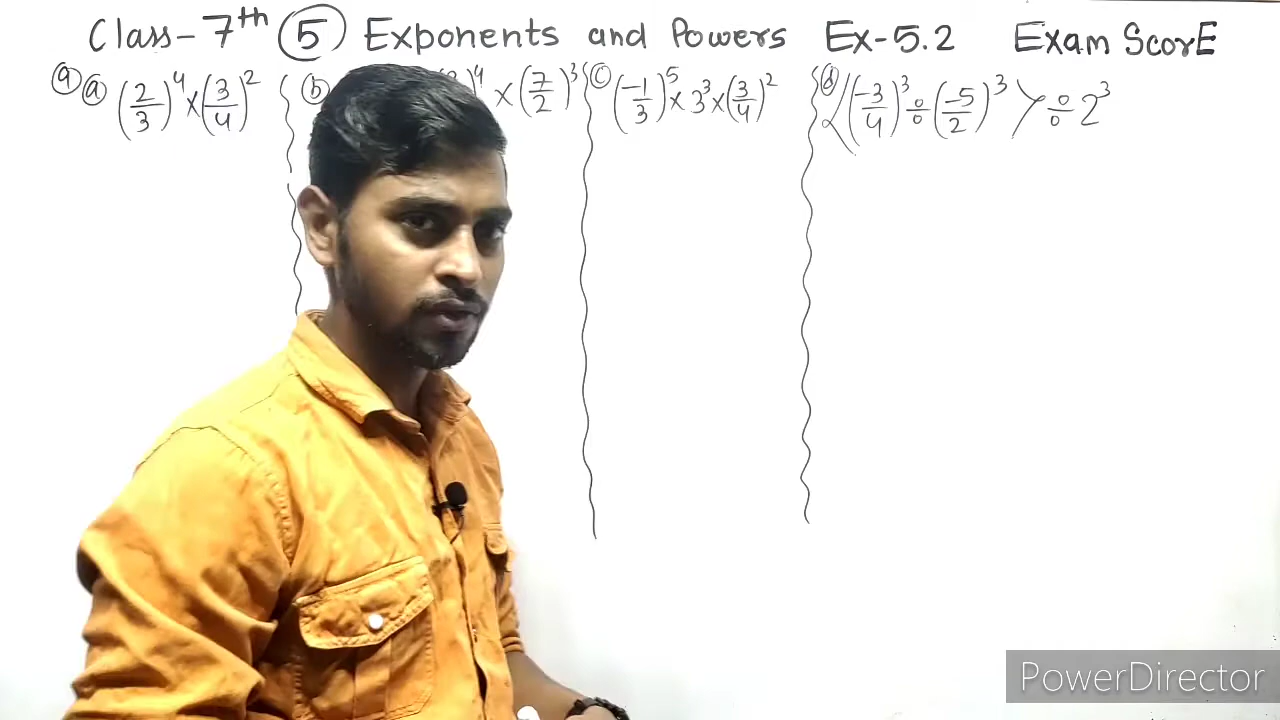 Class-7th (5) Exponents and Powers Ex-5.2 Exam ScorE
(9) (a) (2/3)^4 × (3/4)^2 (b) )^4 × (7/2)^3 (c) (-1/3)^5 × 3^3 × (3/4)^2 (d) {(-3/4)^3 ÷ (-5/2)^3} ÷ 2^3
PowerDirector